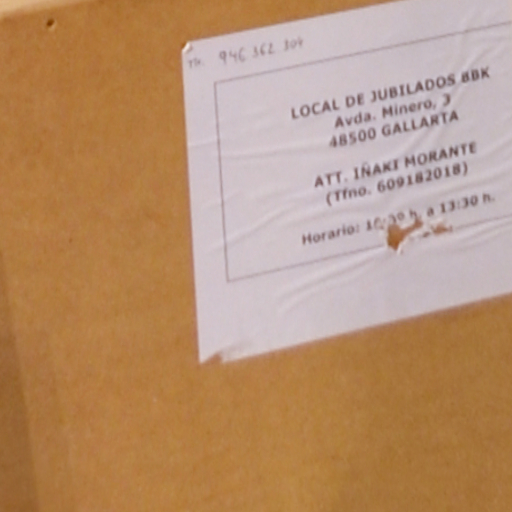 Tfn. 946 362 304
LOCAL DE JUBILADOS BBK
Avda. Minero, 3
48500 GALLARTA
ATT. IÑAKI MORANTE
(Tfno. 609182018)
Horario: a 13:30 h.